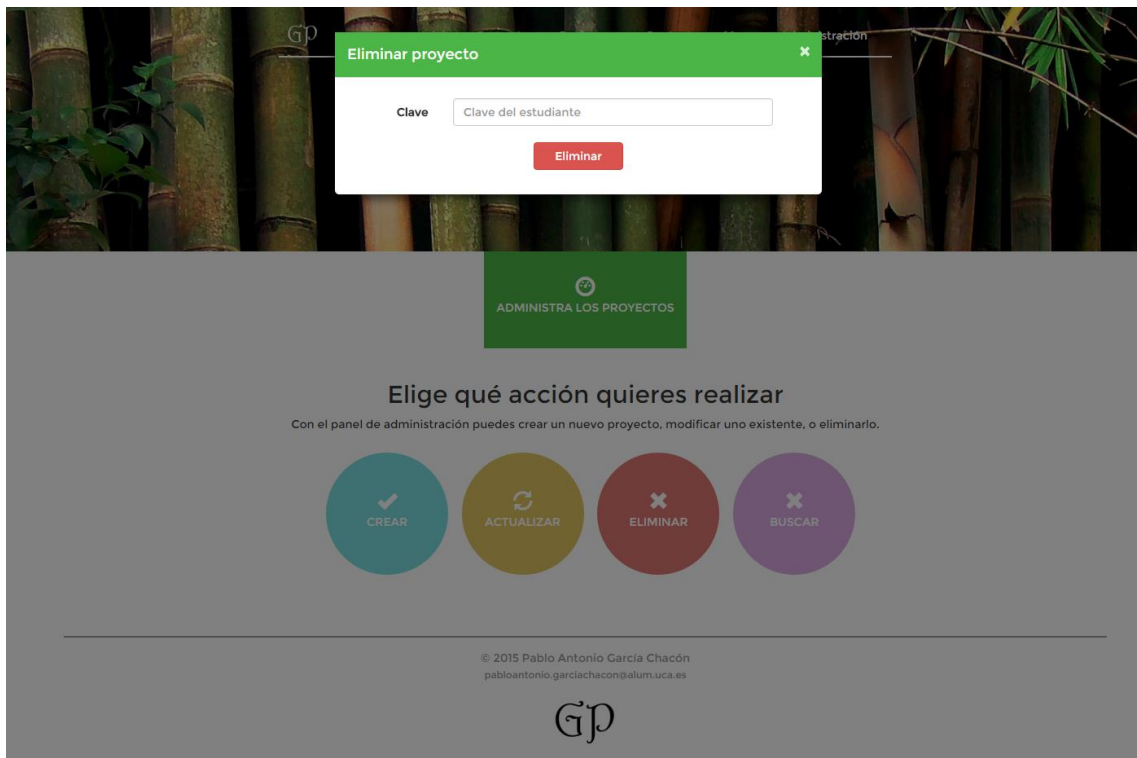 GP
Eliminar proyecto
Clave
Clave del estudiante
Eliminar
ADMINISTRA LOS PROYECTOS
Elige qué acción quieres realizar
Con el panel de administración puedes crear un nuevo proyecto, modificar uno existente, o eliminarlo.
CREAR
ACTUALIZAR
ELIMINAR
BUSCAR
© 2015 Pablo Antonio García Chacón
pabloantonio.garciachacon@alum.uca.es
GP